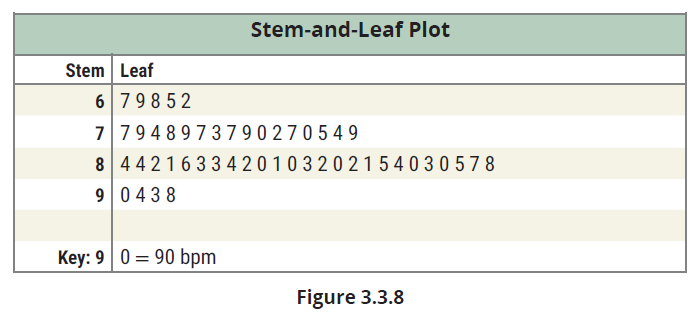 Stem-and-Leaf Plot
Stem Leaf
6 7 9 8 5 2
7 7 9 4 8 9 7 3 7 9 0 2 7 0 5 4 9
8 4 4 2 1 6 3 3 4 2 0 1 0 3 2 0 2 1 5 4 0 3 0 5 7 8
9 0 4 3 8
Key: 9 0 = 90 bpm
Figure 3.3.8